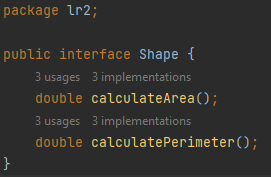 package lr2;
public interface Shape {
3 usages   3 implementations
double calculateArea();
3 usages   3 implementations
double calculatePerimeter();
}